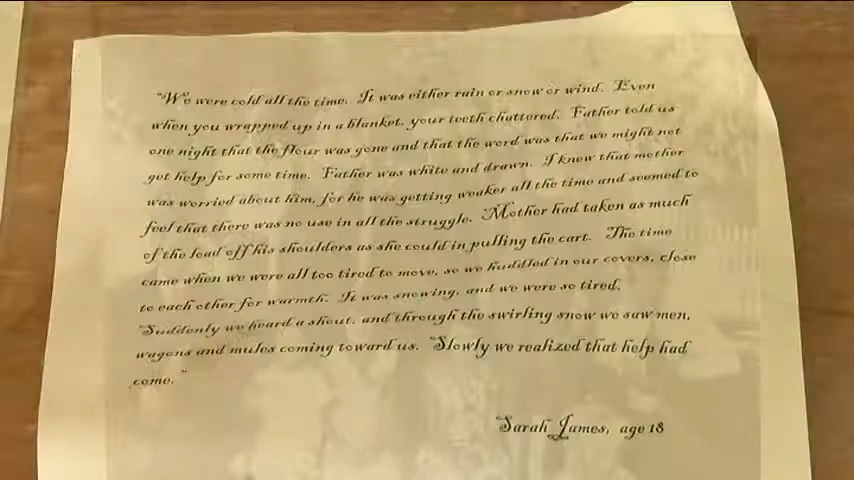 "We were cold all the time. It was either rain or snow or wind. Even
when you wrapped up in a blanket, your teeth chattered. Father told us
one night that the flour was gone and that the word was that we might not
get help for some time. Father was white and drawn. I knew that mother
was worried about him, for he was getting weaker all the time and seemed to
feel that there was no use in all the struggle. Mother had taken as much
of the load off his shoulders as she could in pulling the cart. The time
came when we were all too tired to move, so we huddled in our covers, close
to each other for warmth. It was snowing, and we were so tired,
"Suddenly we heard a shout, and through the swirling snow we saw men,
wagons and mules coming toward us. Slowly we realized that help had
come."
Sarah James, age 18